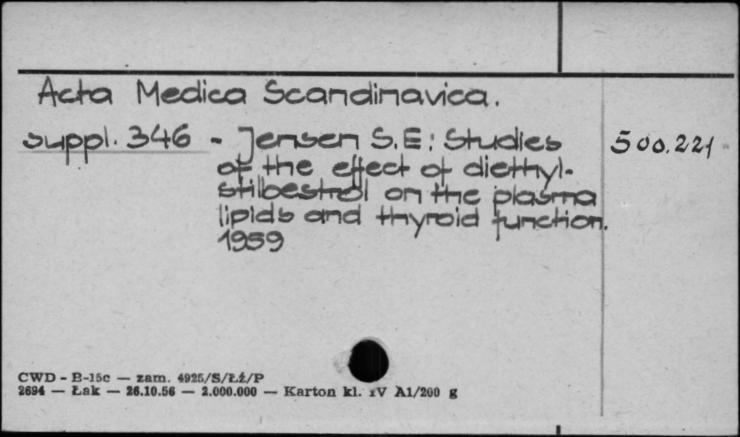 Acta Medica Scandinavica.
suppl. 346 - Jensen S.E: Studies 500.221
of the effect of diethyl-
stilbestrol on the plasma
lipids and thyroid function.
1959
CWD - B-15c — zam. 4925/S/Łź/P
2694 — Łak — 26.10.56 — 2.000.000 — Karton kl. IV A1/200 g